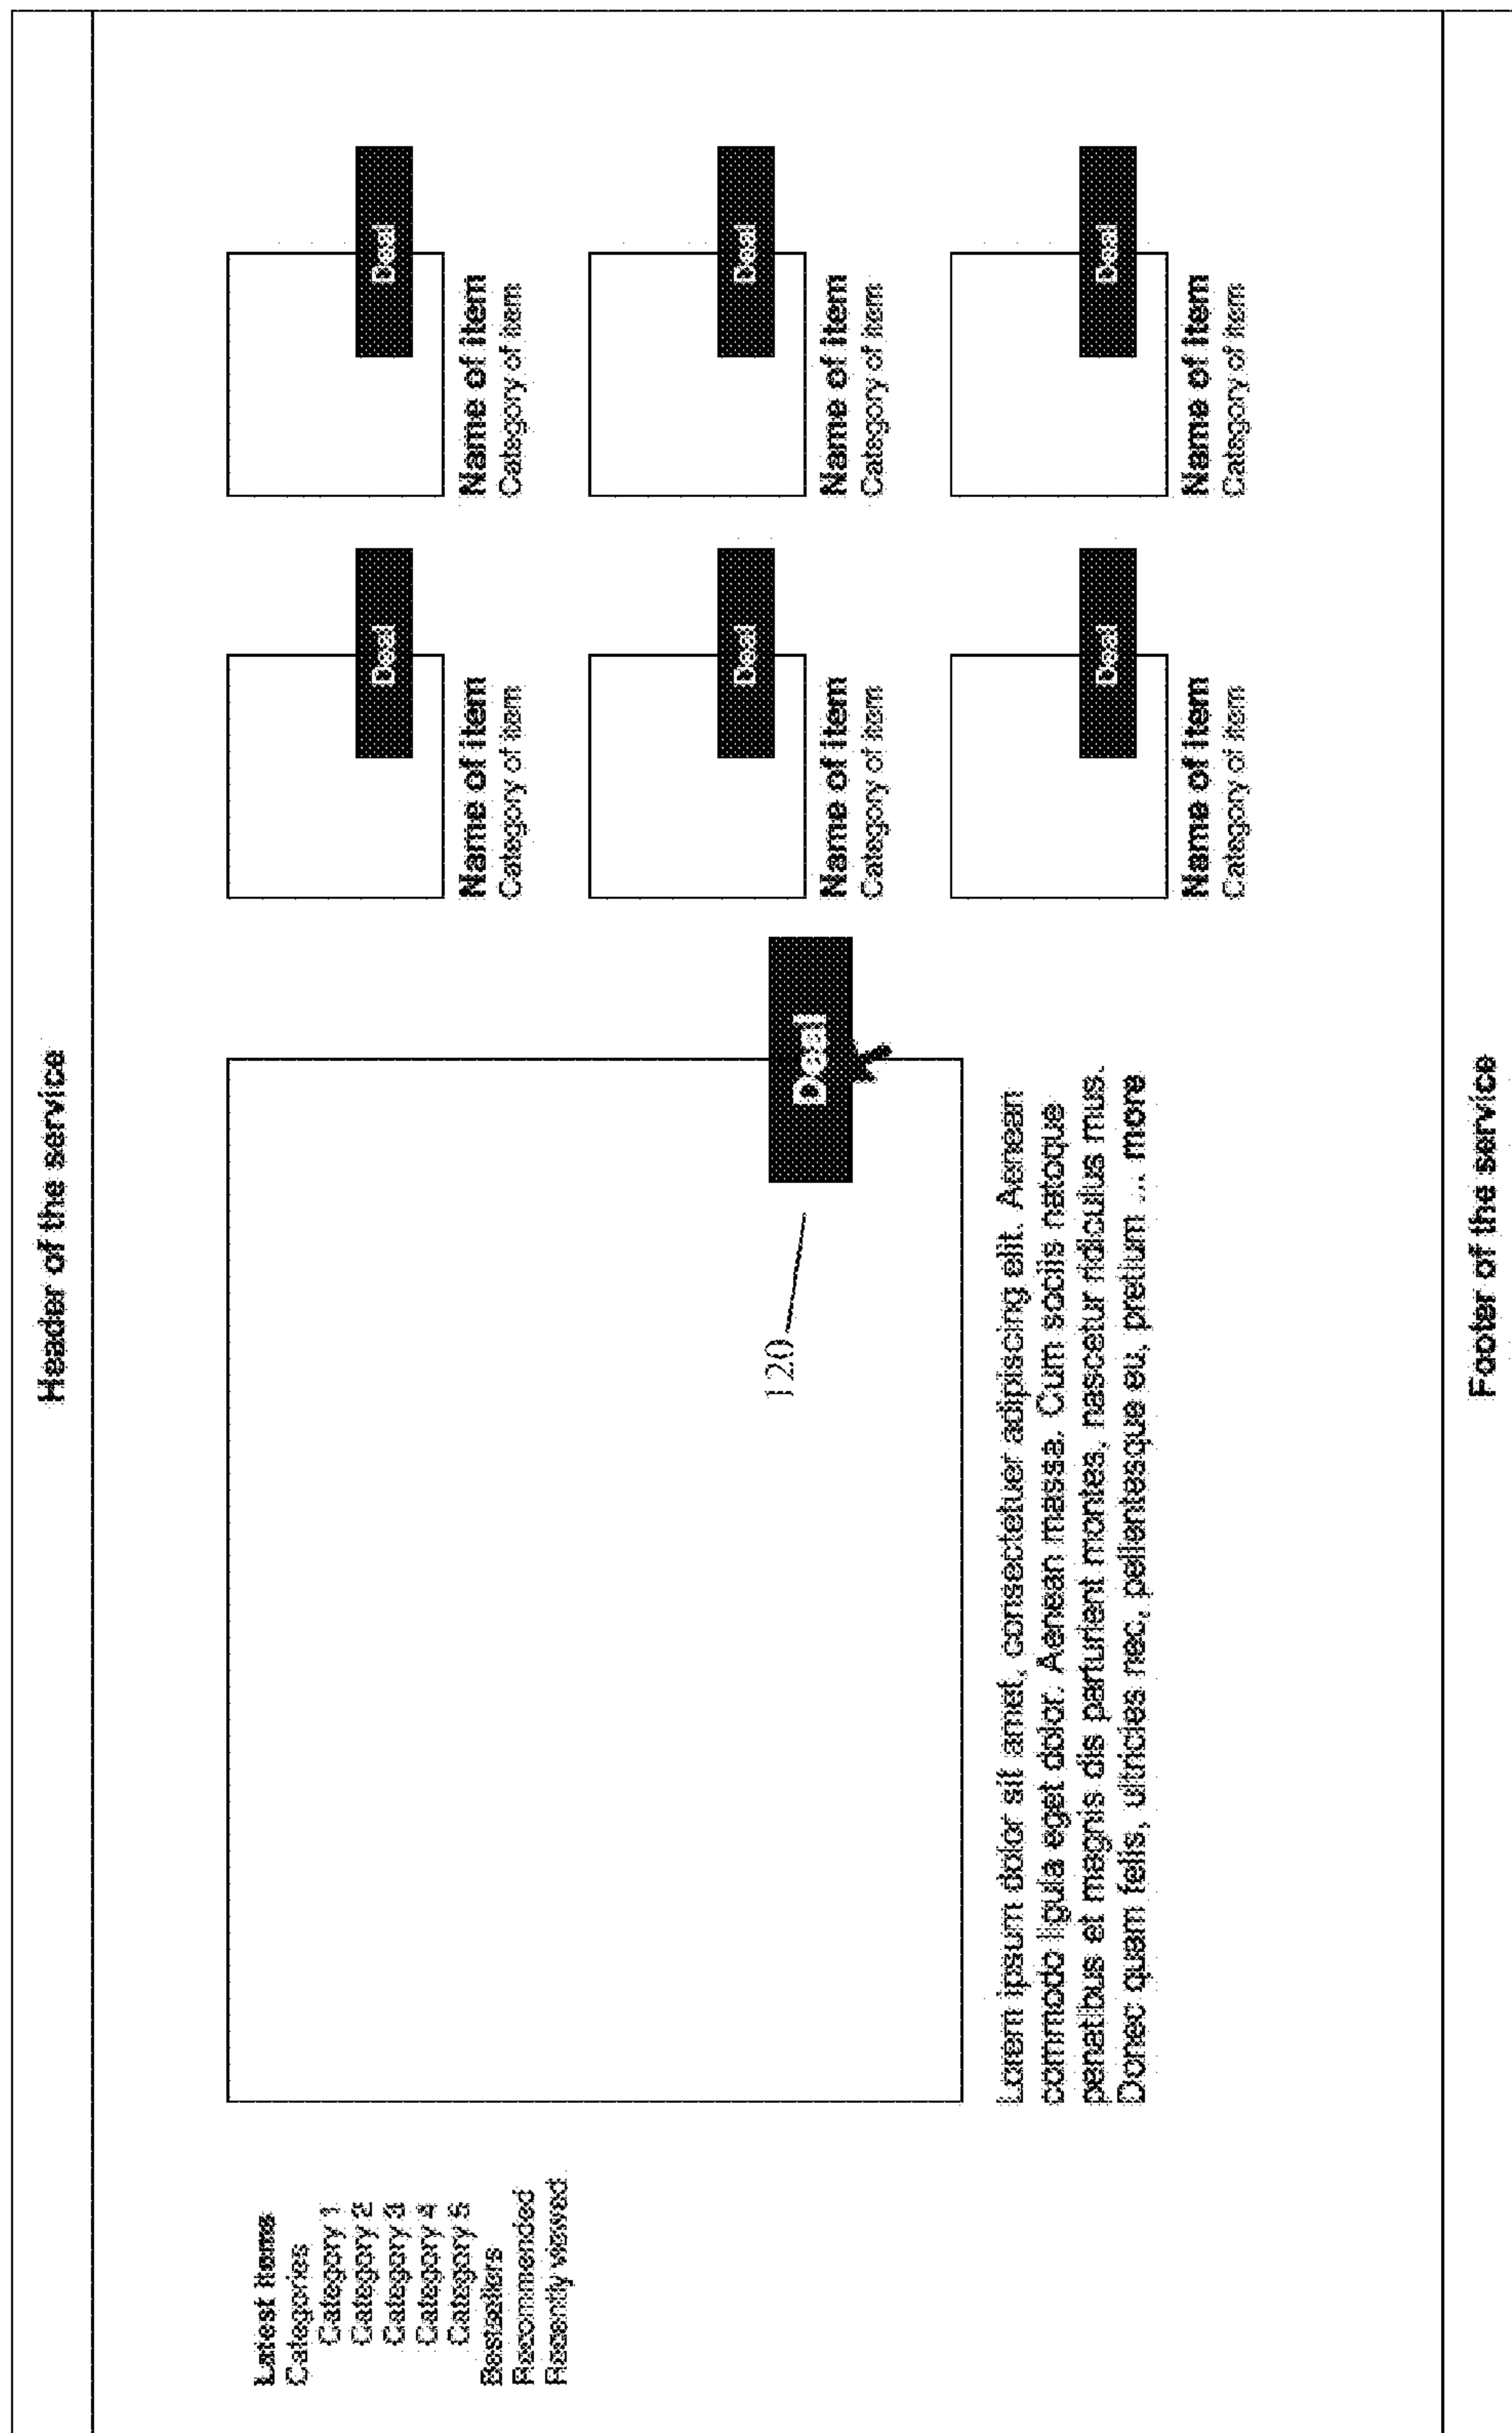 Header of the service
Latest items
Categories
Category 1
Category 2
Category 3
Category 4
Category 5
Bestsellers
Recommended
Recently viewed
Deal
120
Lorem ipsum dolor sit amet, consectetuer adipiscing elit. Aenean
commodo ligula eget dolor. Aenean massa. Cum sociis natoque
penatibus et magnis dis parturient montes, nascetur ridiculus mus.
Donec quam felis, ultricies nec, pellentesque eu, pretium ... more
Deal
Name of item
Category of item
Deal
Name of item
Category of item
Deal
Name of item
Category of item
Deal
Name of item
Category of item
Deal
Name of item
Category of item
Deal
Name of item
Category of item
Footer of the service